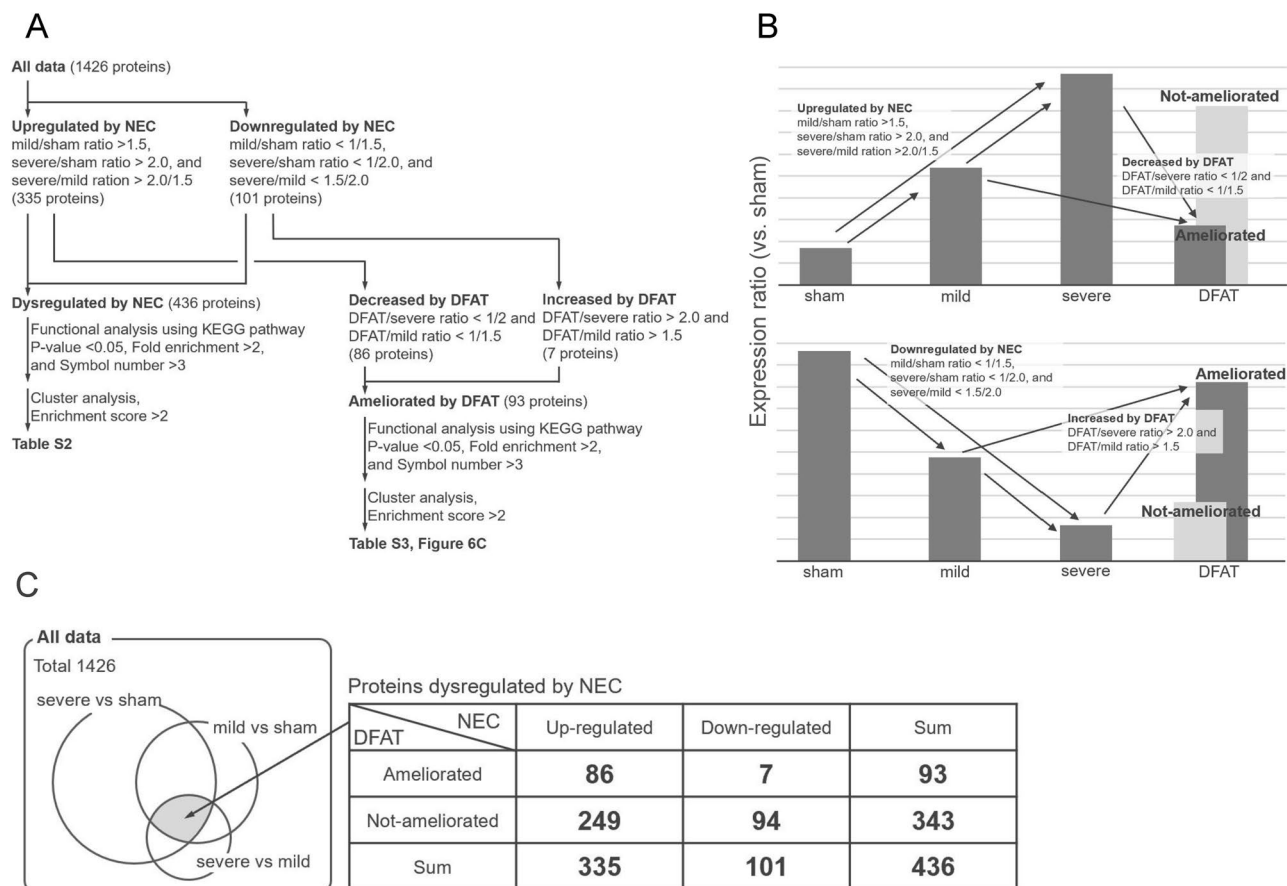 A
All data (1426 proteins)
Upregulated by NEC
mild/sham ratio >1.5,
severe/sham ratio > 2.0, and
severe/mild ration > 2.0/1.5
(335 proteins)
Downregulated by NEC
mild/sham ratio < 1/1.5,
severe/sham ratio < 1/2.0, and
severe/mild < 1.5/2.0
(101 proteins)
Dysregulated by NEC (436 proteins)
Functional analysis using KEGG pathway
P-value <0.05, Fold enrichment >2,
and Symbol number >3
Cluster analysis,
Enrichment score >2
Table S2
Decreased by DFAT
DFAT/severe ratio < 1/2 and
DFAT/mild ratio < 1/1.5
(86 proteins)
Increased by DFAT
DFAT/severe ratio > 2.0 and
DFAT/mild ratio > 1.5
(7 proteins)
Ameliorated by DFAT (93 proteins)
Functional analysis using KEGG pathway
P-value <0.05, Fold enrichment >2,
and Symbol number >3
Cluster analysis,
Enrichment score >2
Table S3, Figure 6C
B
Expression ratio (vs. sham)
Upregulated by NEC
mild/sham ratio >1.5,
severe/sham ratio > 2.0, and
severe/mild ration >2.0/1.5
Not-ameliorated
Decreased by DFAT
DFAT/severe ratio < 1/2 and
DFAT/mild ratio < 1/1.5
Ameliorated
sham mild severe DFAT
Downregulated by NEC
mild/sham ratio < 1/1.5,
severe/sham ratio < 1/2.0, and
severe/mild < 1.5/2.0
Ameliorated
Increased by DFAT
DFAT/severe ratio > 2.0 and
DFAT/mild ratio > 1.5
Not-ameliorated
sham mild severe DFAT
C
All data
Total 1426
severe vs sham
mild vs sham
severe vs mild
Proteins dysregulated by NEC
NEC
DFAT
Up-regulated Down-regulated Sum
Ameliorated 86 7 93
Not-ameliorated 249 94 343
Sum 335 101 436